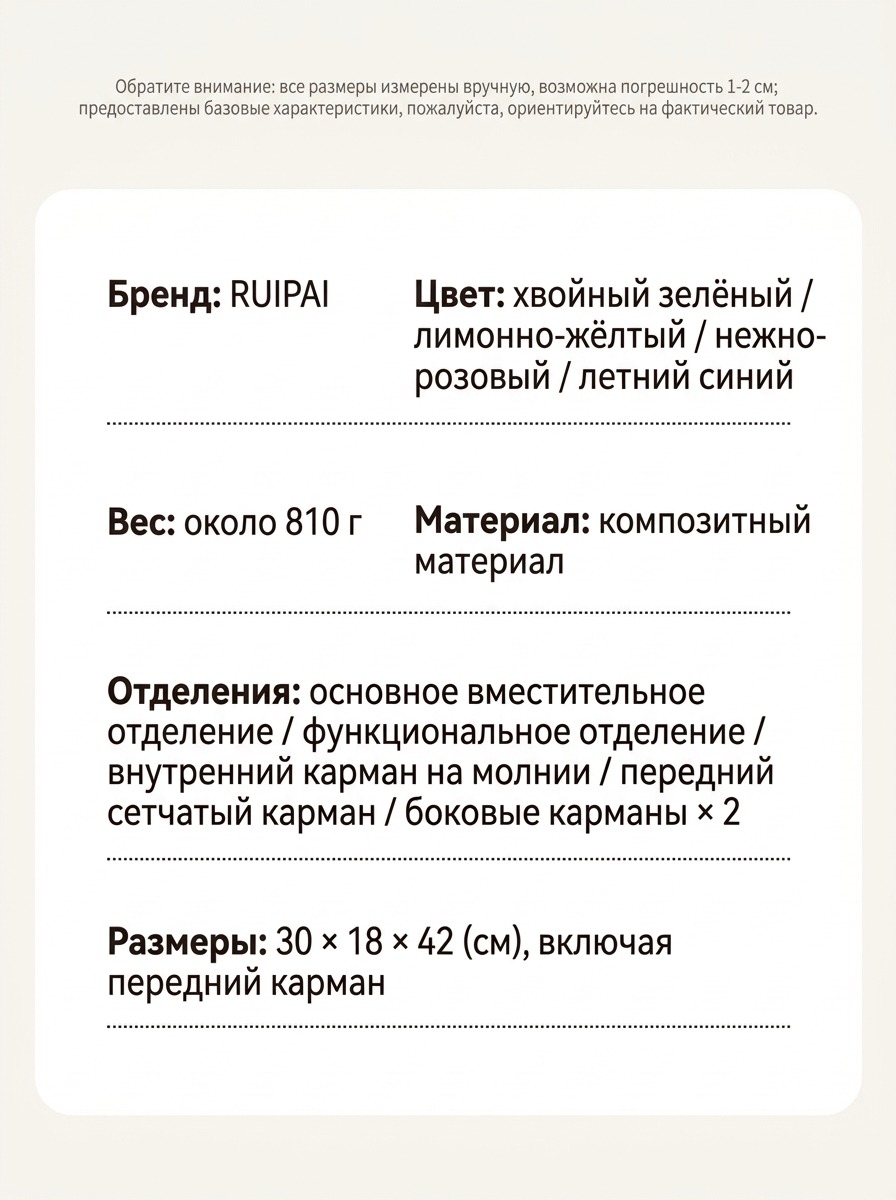 Обратите внимание: все размеры измерены вручную, возможна погрешность 1-2 см;
предоставлены базовые характеристики, пожалуйста, ориентируйтесь на фактический товар.
Бренд: RUIPAI
Цвет: хвойный зелёный /
лимонно-жёлтый / нежно-
розовый / летний синий
Вес: около 810 г
Материал: композитный
материал
Отделения: основное вместительное
отделение / функциональное отделение /
внутренний карман на молнии / передний
сетчатый карман / боковые карманы × 2
Размеры: 30 × 18 × 42 (см), включая
передний карман